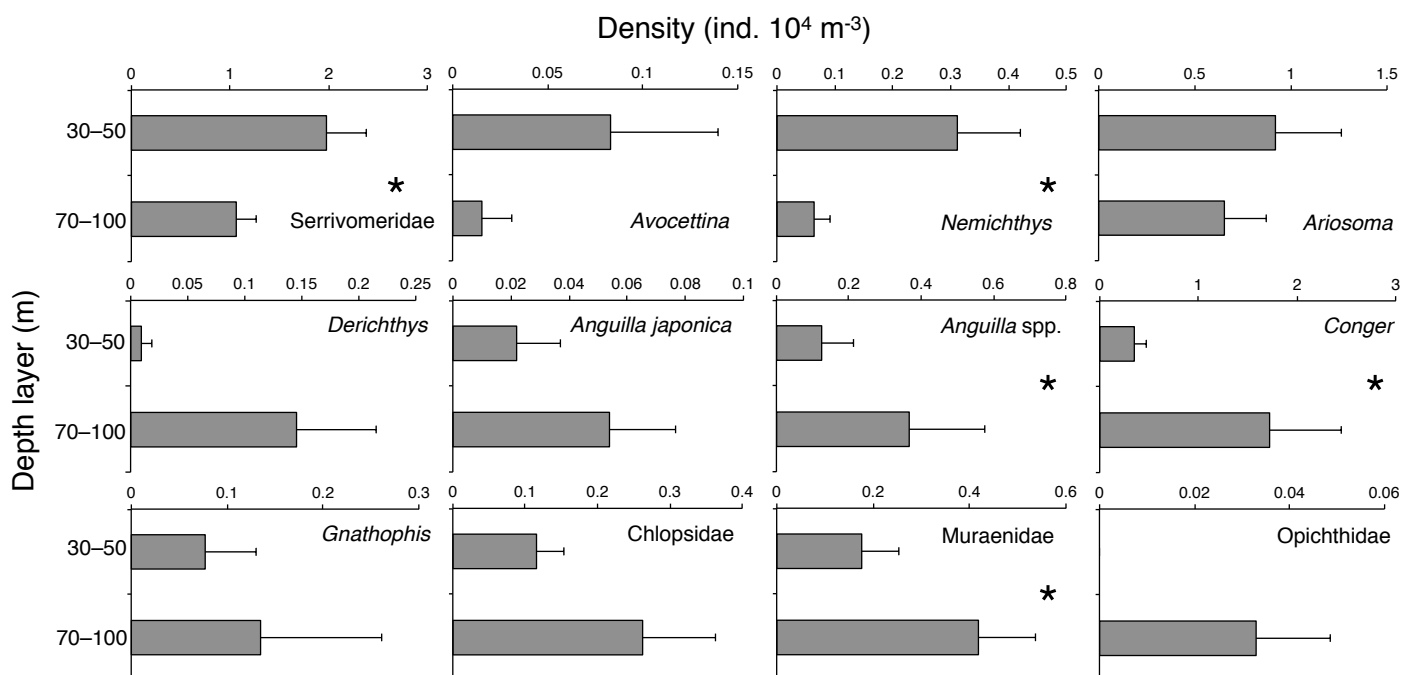 Density (ind. 10⁴ m⁻³)
0 1 2 3
0 0.05 0.1 0.15
0 0.1 0.2 0.3 0.4 0.5
0 0.5 1 1.5
30–50
70–100
*
Serrivomeridae
Avocettina
*
Nemichthys
Ariosoma
Depth layer (m)
0 0.05 0.1 0.15 0.2 0.25
0 0.02 0.04 0.06 0.08 0.1
0 0.2 0.4 0.6 0.8
0 1 2 3
30–50
70–100
Derichthys
Anguilla japonica
Anguilla spp.
*
Conger
*
0 0.1 0.2 0.3
0 0.1 0.2 0.3 0.4
0 0.2 0.4 0.6
0 0.02 0.04 0.06
30–50
70–100
Gnathophis
Chlopsidae
Muraenidae
*
Opichthidae